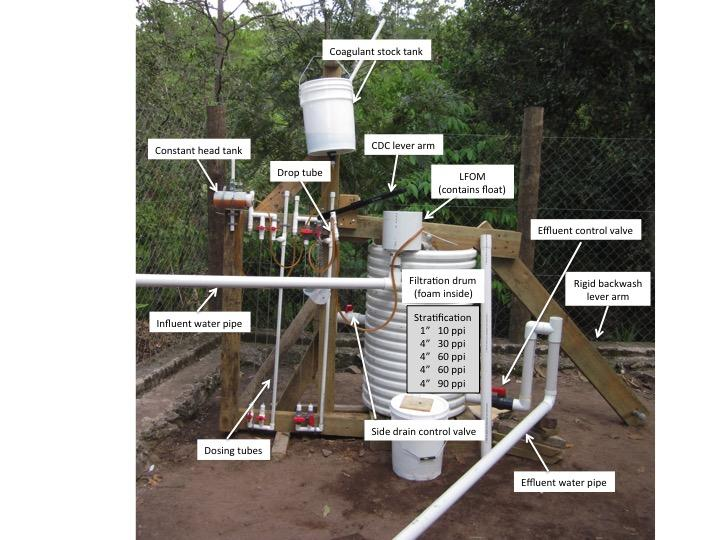 Coagulant stock tank
Constant head tank
CDC lever arm
Drop tube
LFOM
(contains float)
Effluent control valve
Rigid backwash
lever arm
Filtration drum
(foam inside)
Influent water pipe
Stratification
1” 10 ppi
4” 30 ppi
4” 60 ppi
4” 60 ppi
4” 90 ppi
Side drain control valve
Dosing tubes
Effluent water pipe